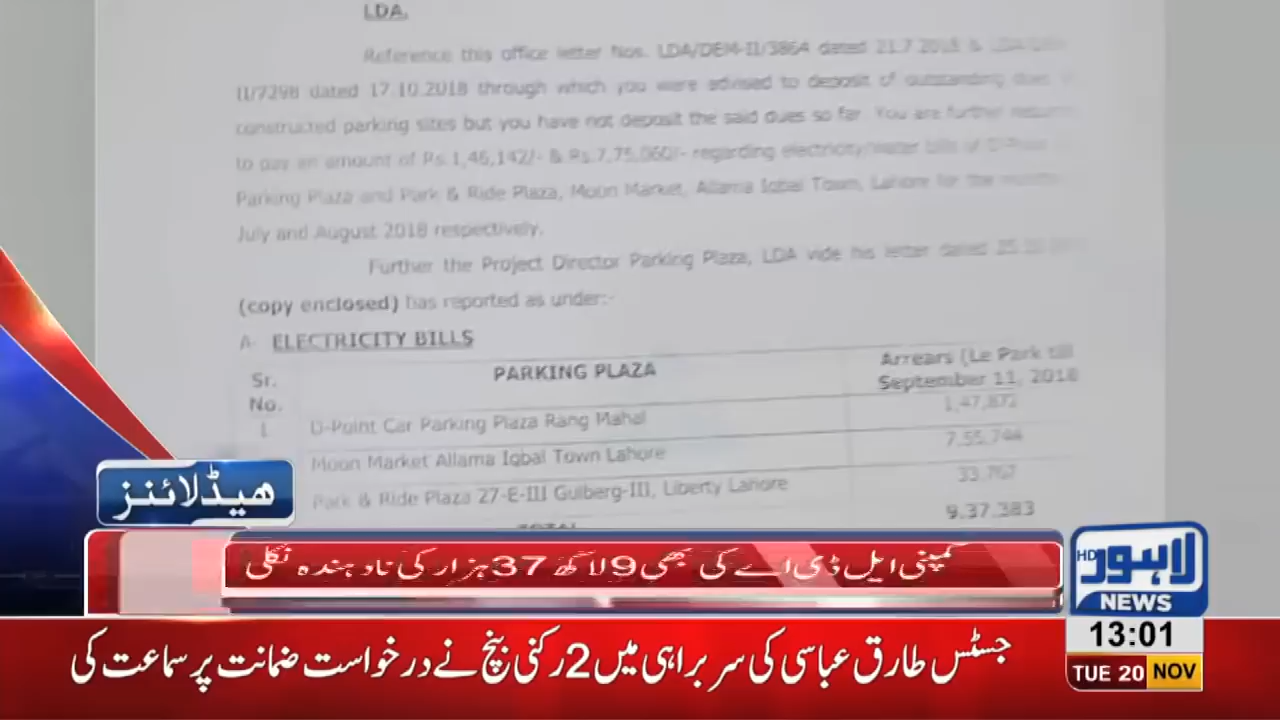 LDA.
Reference this office letter Nos. LDA/DEM-II/3864 dated 21.7.2018 &
II/7298 dated 17.10.2018 through which you were advised to deposit of outstanding dues
constructed parking sites but you have not deposit the said dues so far. You are further
to pay an amount of Rs.1,46,142/- & Rs.7,75,060/- regarding electricity/water bills of D-Point
Parking Plaza and Park & Ride Plaza, Moon Market, Allama Iqbal Town, Lahore for the
July and August 2018 respectively.
Further the Project Director Parking Plaza, LDA vide his letter dated
(copy enclosed) has reported as under:-
A- ELECTRICITY BILLS
Sr. No. PARKING PLAZA Arrears (Le Park till September 11, 2018
1 D-Point Car Parking Plaza Rang Mahal 1,47,872
Moon Market Allama Iqbal Town Lahore 7,55,744
Park & Ride Plaza 27-E-III Gulberg-III, Liberty Lahore 33,767
TOTAL 9,37,383
ھیڈلائنز
کمپنی ایل ڈی اے کی بھی 9 لاکھ 37 ہزار کی نادہندہ نکلی
لاہور HD
NEWS
13:01
TUE 20 NOV
جسٹس طارق عباسی کی سربراہی میں 2 رکنی بنچ نے درخواست ضمانت پر سماعت کی